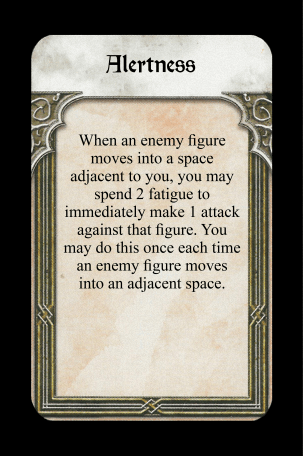 Alertness
When an enemy figure
moves into a space
adjacent to you, you may
spend 2 fatigue to
immediately make 1 attack
against that figure. You
may do this once each time
an enemy figure moves
into an adjacent space.